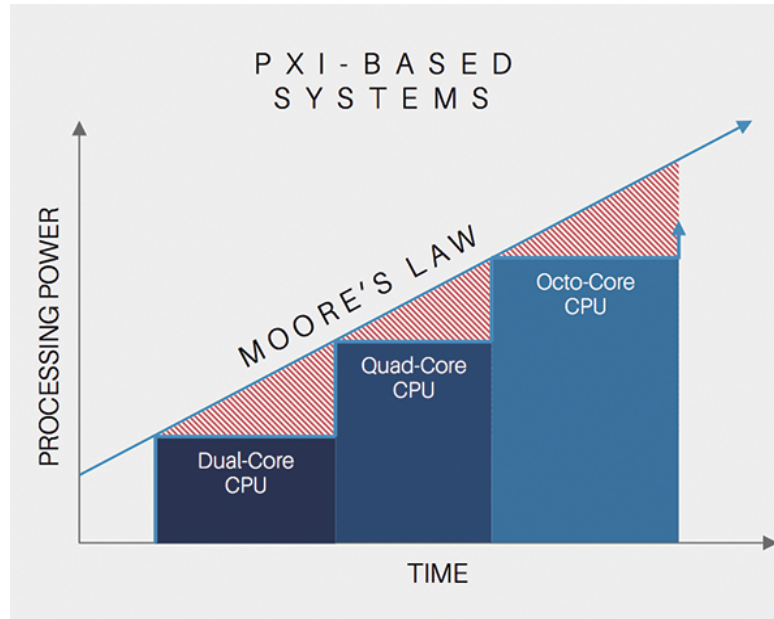 PXI-BASED
SYSTEMS
PROCESSING POWER
MOORE'S LAW
Octo-Core
CPU
Quad-Core
CPU
Dual-Core
CPU
TIME